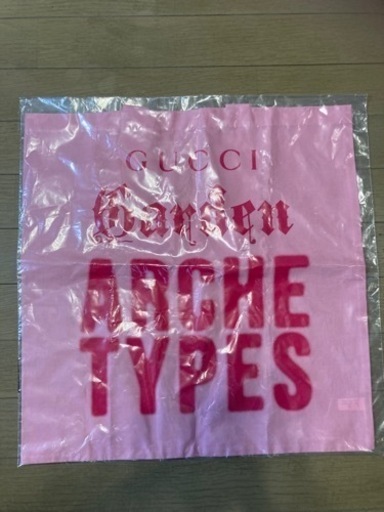 GUCCI
Garden
ARCHE
TYPES